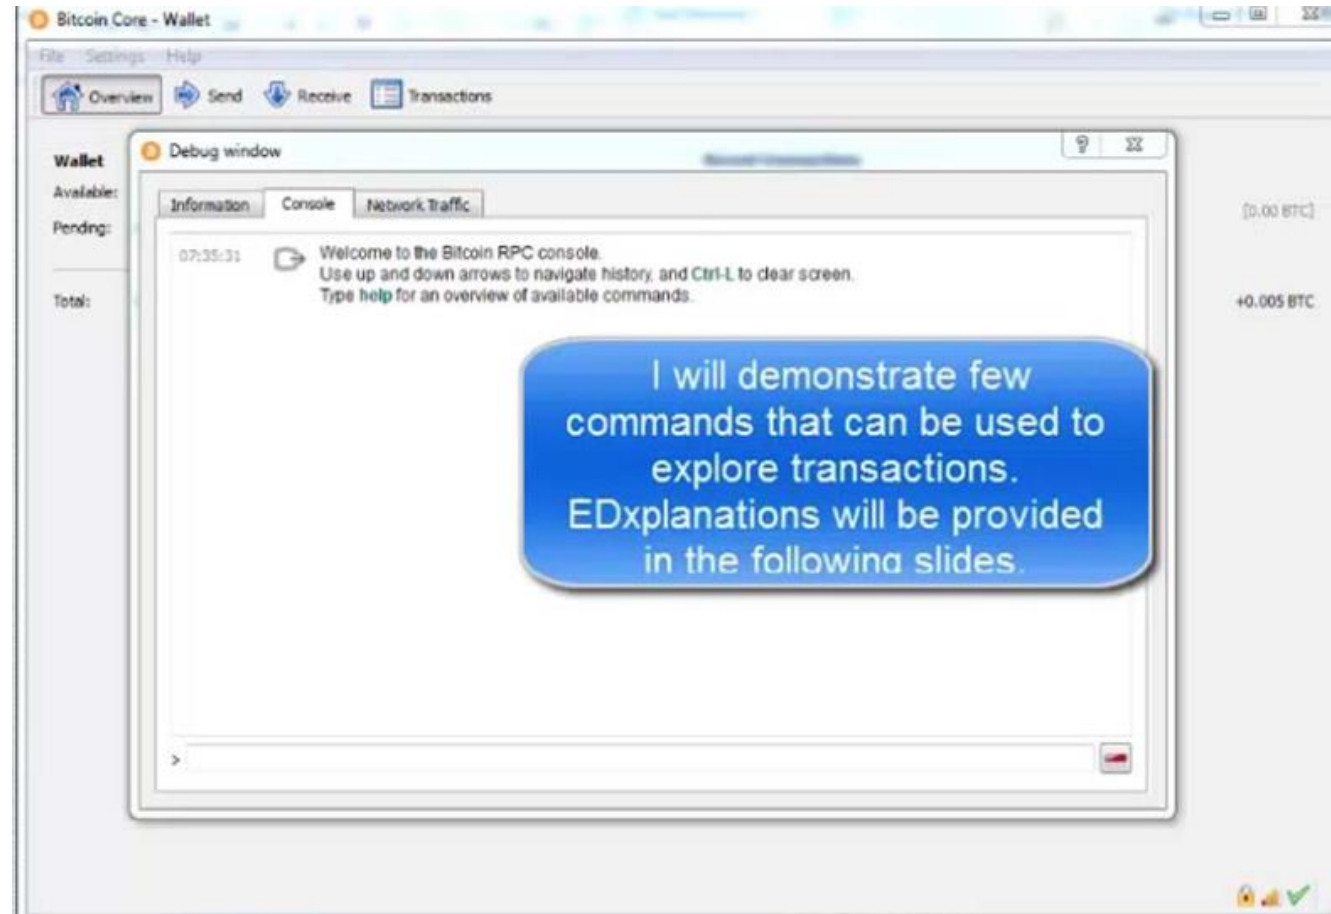 Bitcoin Core - Wallet
File Settings Help
Overview Send Receive Transactions
Debug window
Wallet
Available:
Pending:
Total:
Information Console Network Traffic
[0.00 BTC]
+0.005 BTC
07:35:31 Welcome to the Bitcoin RPC console.
Use up and down arrows to navigate history, and Ctrl-L to clear screen.
Type help for an overview of available commands.
I will demonstrate few
commands that can be used to
explore transactions.
EDxplanations will be provided
in the following slides.
>